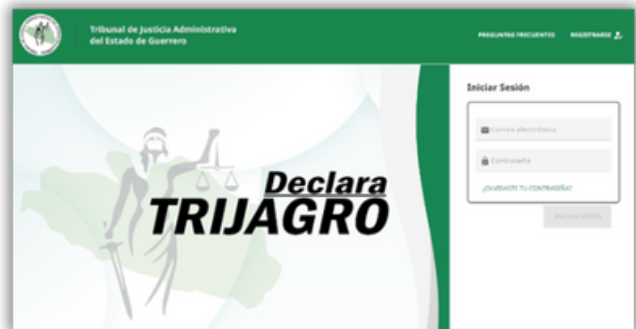 Tribunal de Justicia Administrativa
del Estado de Guerrero
PREGUNTAS FRECUENTES
REGISTRARSE
Declara
TRIJAGRO
Iniciar Sesión
Correo electrónico
Contraseña
¿OLVIDASTE TU CONTRASEÑA?
INICIAR SESIÓN